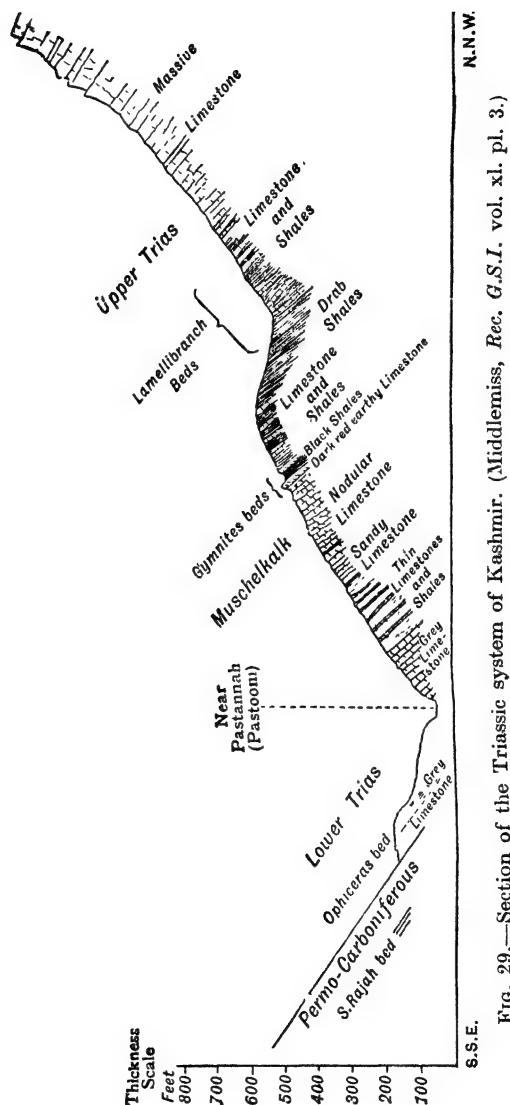 Thickness
Scale
Feet
800
700
600
500
400
300
200
100
S.S.E.
N.N.W.
Permo-Carboniferous
S. Rajah bed
Ophiceras bed
Lower Trias
Grey
Limestone
Near
Pastannah
(Pastooni)
Muschelkalk
Gymnites beds
Grey
Lime-
stone
Thin
Limestones
and
Shales
Sandy
Limestone
Nodular
Limestone
Dark red earthy Limestone
Black Shales
Limestone
and
Shales
Lamellibranch
Beds
Drab
Shales
Upper Trias
Limestone
and
Shales
Massive
Limestone
FIG. 29.—Section of the Triassic system of Kashmir. (Middlemiss, Rec. G.S.I. vol. xl. pl. 3.)